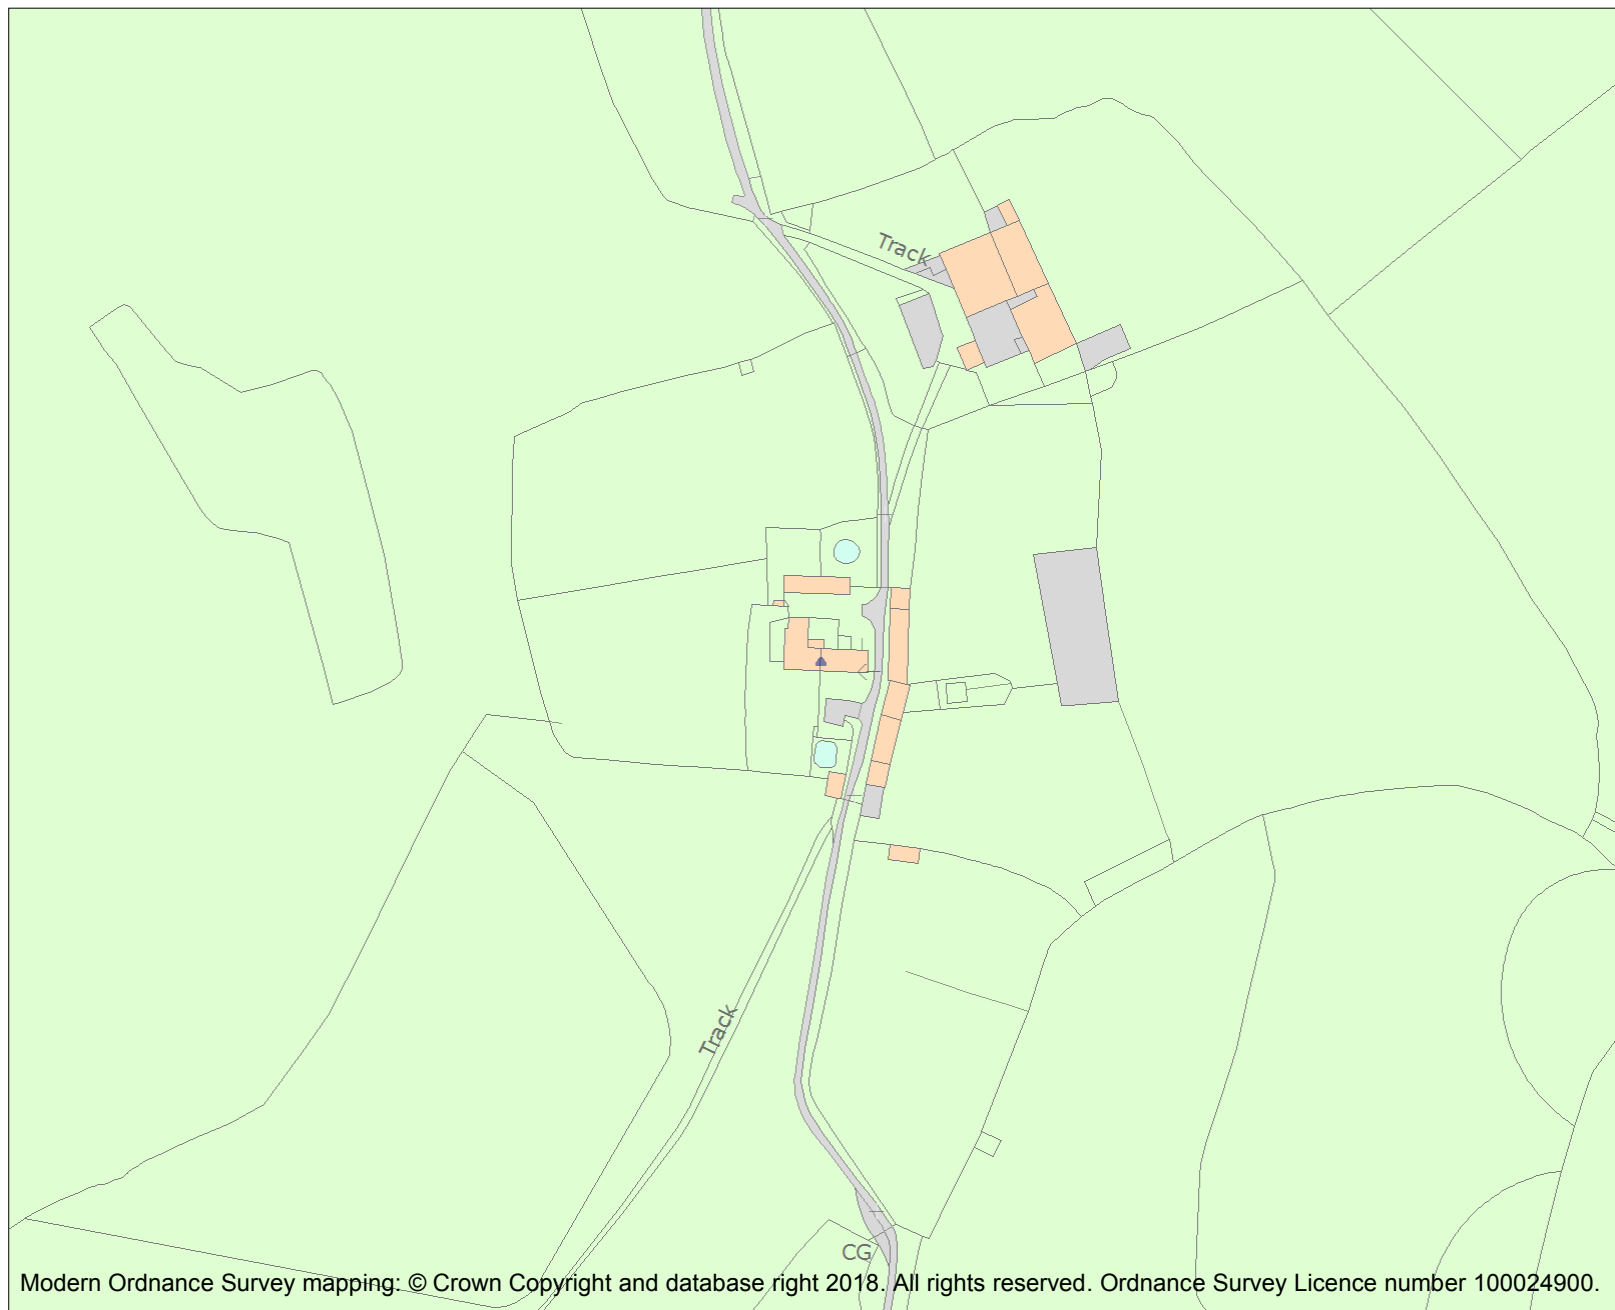 Track
Track
CG
Modern Ordnance Survey mapping: © Crown Copyright and database right 2018. All rights reserved. Ordnance Survey Licence number 100024900.